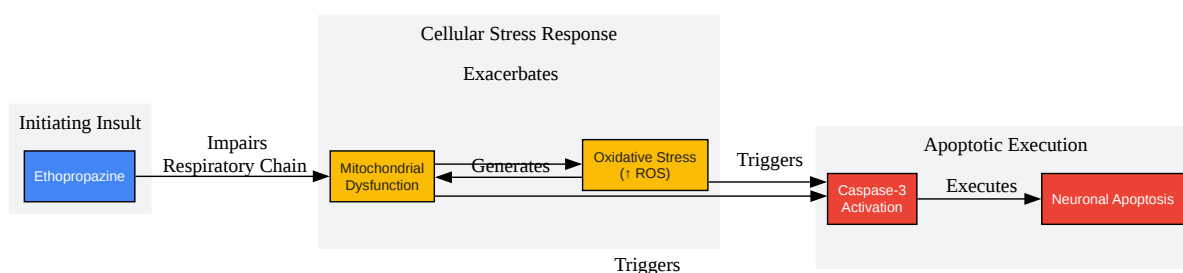 Cellular Stress Response
Exacerbates
Initiating Insult
Ethopropazine
Impairs
Respiratory Chain
Mitochondrial
Dysfunction
Generates
Oxidative Stress
(↑ ROS)
Triggers
Apoptotic Execution
Caspase-3
Activation
Executes
Neuronal Apoptosis
Triggers